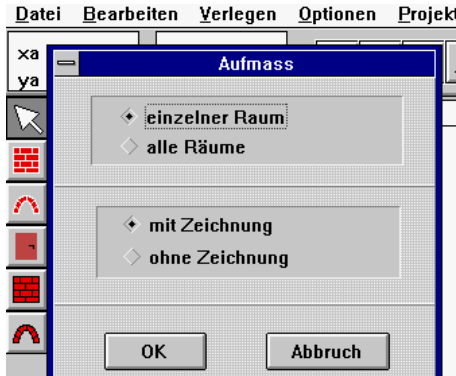 Datei Bearbeiten Verlegen Optionen Projekt
xa
ya
Aufmass
einzelner Raum
alle Räume
mit Zeichnung
ohne Zeichnung
OK Abbruch